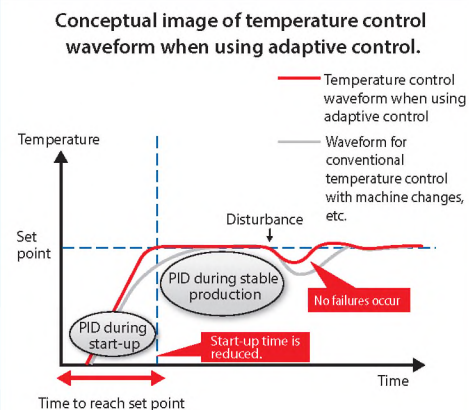 Conceptual image of temperature control
waveform when using adaptive control.
Temperature control
waveform when using
adaptive control
Waveform for
conventional
temperature control
with machine changes,
etc.
Temperature
Disturbance
Set
point
PID during stable
production
No failures occur
PID during
start-up
Start-up time is
reduced.
Time
Time to reach set point